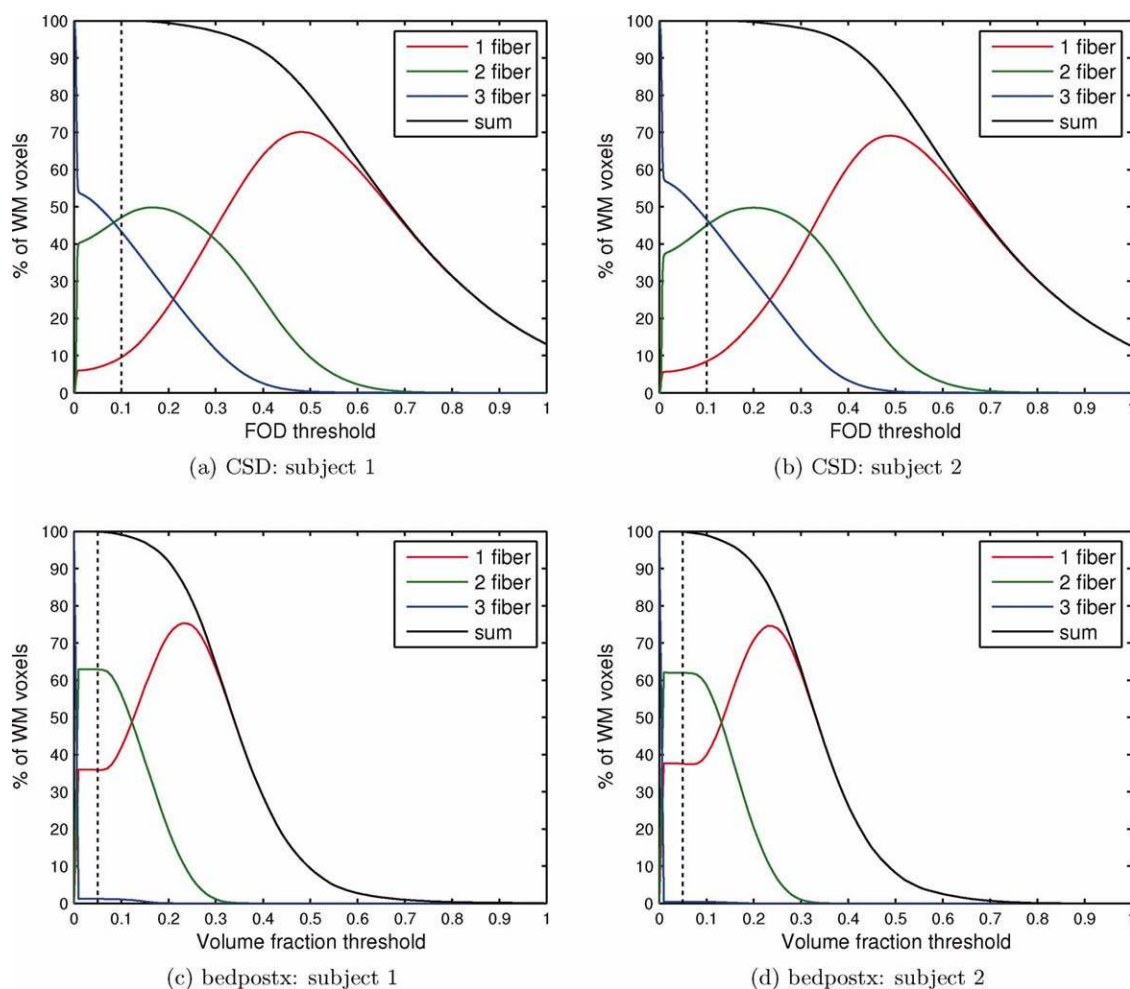 100
90
80
70
60
50
40
30
20
10
0
% of WM voxels
1 fiber
2 fiber
3 fiber
sum
0 0.1 0.2 0.3 0.4 0.5 0.6 0.7 0.8 0.9 1
FOD threshold
(a) CSD: subject 1
100
90
80
70
60
50
40
30
20
10
0
% of WM voxels
1 fiber
2 fiber
3 fiber
sum
0 0.1 0.2 0.3 0.4 0.5 0.6 0.7 0.8 0.9 1
FOD threshold
(b) CSD: subject 2
100
90
80
70
60
50
40
30
20
10
0
% of WM voxels
1 fiber
2 fiber
3 fiber
sum
0 0.1 0.2 0.3 0.4 0.5 0.6 0.7 0.8 0.9 1
Volume fraction threshold
(c) bedpostx: subject 1
100
90
80
70
60
50
40
30
20
10
0
% of WM voxels
1 fiber
2 fiber
3 fiber
sum
0 0.1 0.2 0.3 0.4 0.5 0.6 0.7 0.8 0.9 1
Volume fraction threshold
(d) bedpostx: subject 2